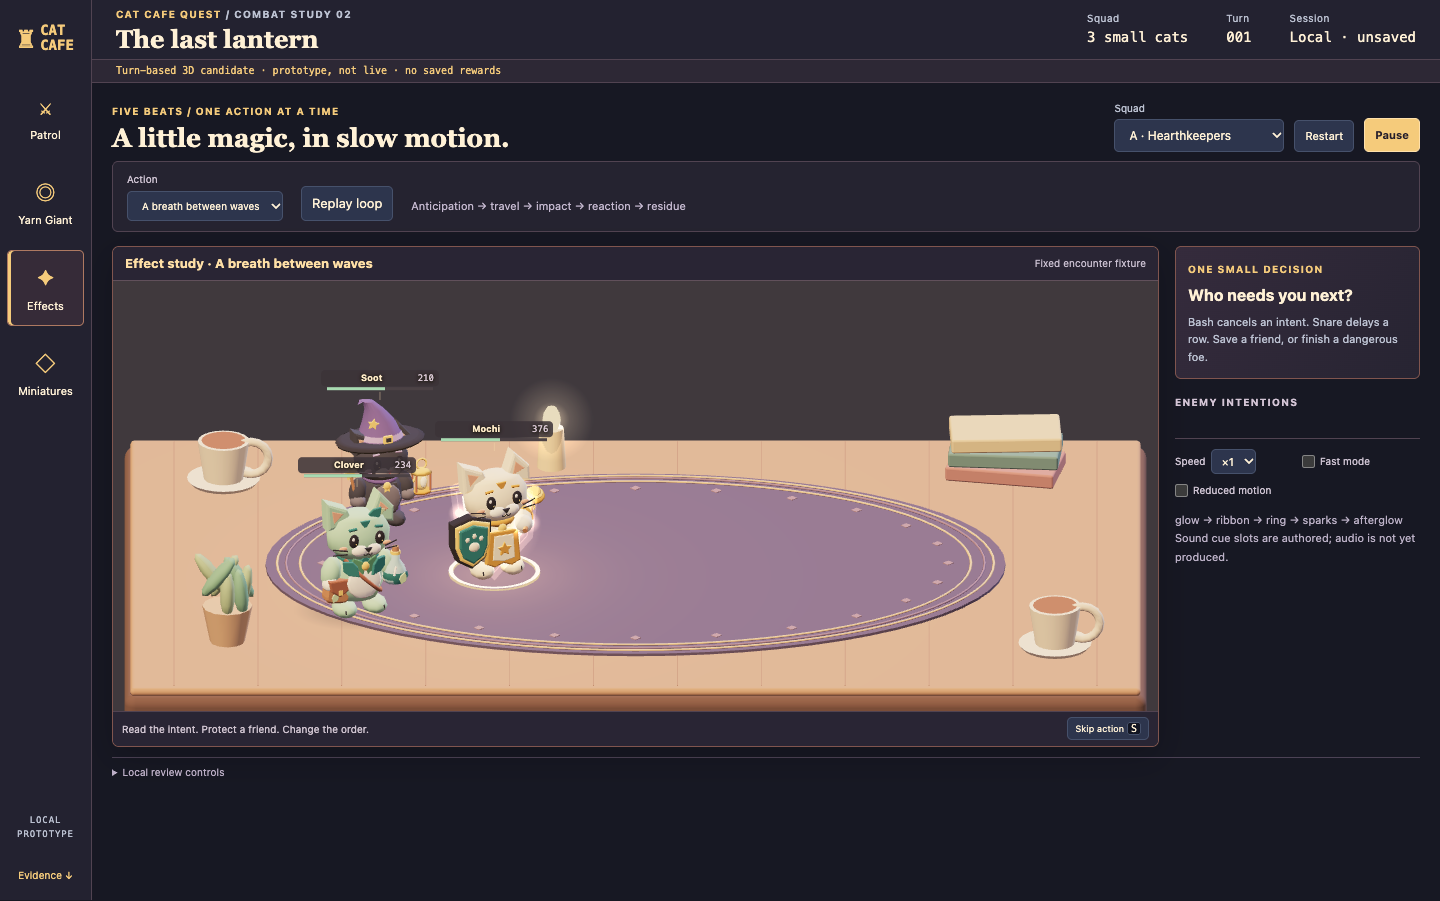 CAT
CAFE
Patrol
Yarn Giant
Effects
Miniatures
LOCAL
PROTOTYPE
Evidence ↓
CAT CAFE QUEST / COMBAT STUDY 02
The last lantern
Squad
3 small cats
Turn
001
Session
Local · unsaved
Turn-based 3D candidate · prototype, not live · no saved rewards
FIVE BEATS / ONE ACTION AT A TIME
A little magic, in slow motion.
Squad
A · Hearthkeepers
Restart
Pause
Action
A breath between waves
Replay loop
Anticipation → travel → impact → reaction → residue
Effect study · A breath between waves
Fixed encounter fixture
Soot 210
Mochi 376
Clover 234
Read the intent. Protect a friend. Change the order.
Skip action S
ONE SMALL DECISION
Who needs you next?
Bash cancels an intent. Snare delays a
row. Save a friend, or finish a dangerous
foe.
ENEMY INTENTIONS
Speed
×1
Fast mode
Reduced motion
glow → ribbon → ring → sparks → afterglow
Sound cue slots are authored; audio is not yet
produced.
Local review controls